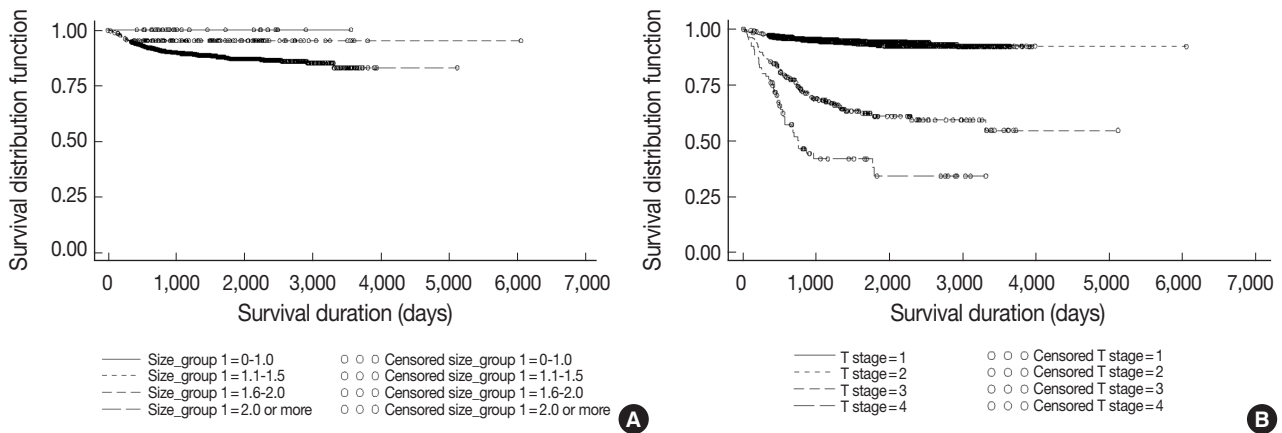 Survival distribution function
1.00
0.75
0.50
0.25
0.00
0 1,000 2,000 3,000 4,000 5,000 6,000 7,000
Survival duration (days)
Size_group 1=0-1.0
Size_group 1=1.1-1.5
Size_group 1=1.6-2.0
Size_group 1=2.0 or more
Censored size_group 1=0-1.0
Censored size_group 1=1.1-1.5
Censored size_group 1=1.6-2.0
Censored size_group 1=2.0 or more
A
Survival distribution function
1.00
0.75
0.50
0.25
0.00
0 1,000 2,000 3,000 4,000 5,000 6,000 7,000
Survival duration (days)
T stage=1
T stage=2
T stage=3
T stage=4
Censored T stage=1
Censored T stage=2
Censored T stage=3
Censored T stage=4
B